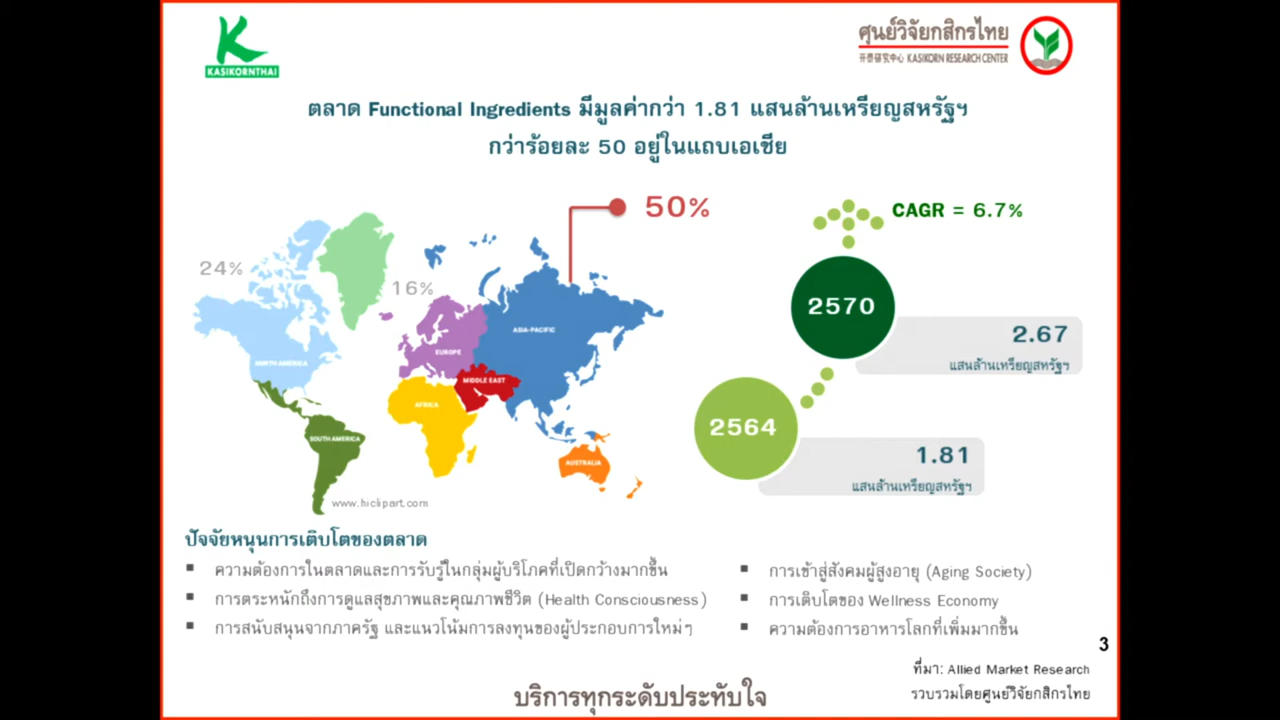 KASIKORNTHAI
ศูนย์วิจัยกสิกรไทย
开泰研究中心 KASIKORN RESEARCH CENTER
ตลาด Functional Ingredients มีมูลค่ากว่า 1.81 แสนล้านเหรียญสหรัฐฯ
กว่าร้อยละ 50 อยู่ในแถบเอเชีย
50%
CAGR = 6.7%
24%
16%
2570
2.67
แสนล้านเหรียญสหรัฐฯ
ASIA-PACIFIC
EUROPE
NORTH AMERICA
MIDDLE EAST
AFRICA
2564
1.81
แสนล้านเหรียญสหรัฐฯ
SOUTH AMERICA
AUSTRALIA
www.hiclipart.com
ปัจจัยหนุนการเติบโตของตลาด
▪ ความต้องการในตลาดและการรับรู้ในกลุ่มผู้บริโภคที่เปิดกว้างมากขึ้น
▪ การตระหนักถึงการดูแลสุขภาพและคุณภาพชีวิต (Health Consciousness)
▪ การสนับสนุนจากภาครัฐ และแนวโน้มการลงทุนของผู้ประกอบการใหม่ๆ
▪ การเข้าสู่สังคมผู้สูงอายุ (Aging Society)
▪ การเติบโตของ Wellness Economy
▪ ความต้องการอาหารโลกที่เพิ่มมากขึ้น
3
ที่มา: Allied Market Research
รวบรวมโดยศูนย์วิจัยกสิกรไทย
บริการทุกระดับประทับใจ